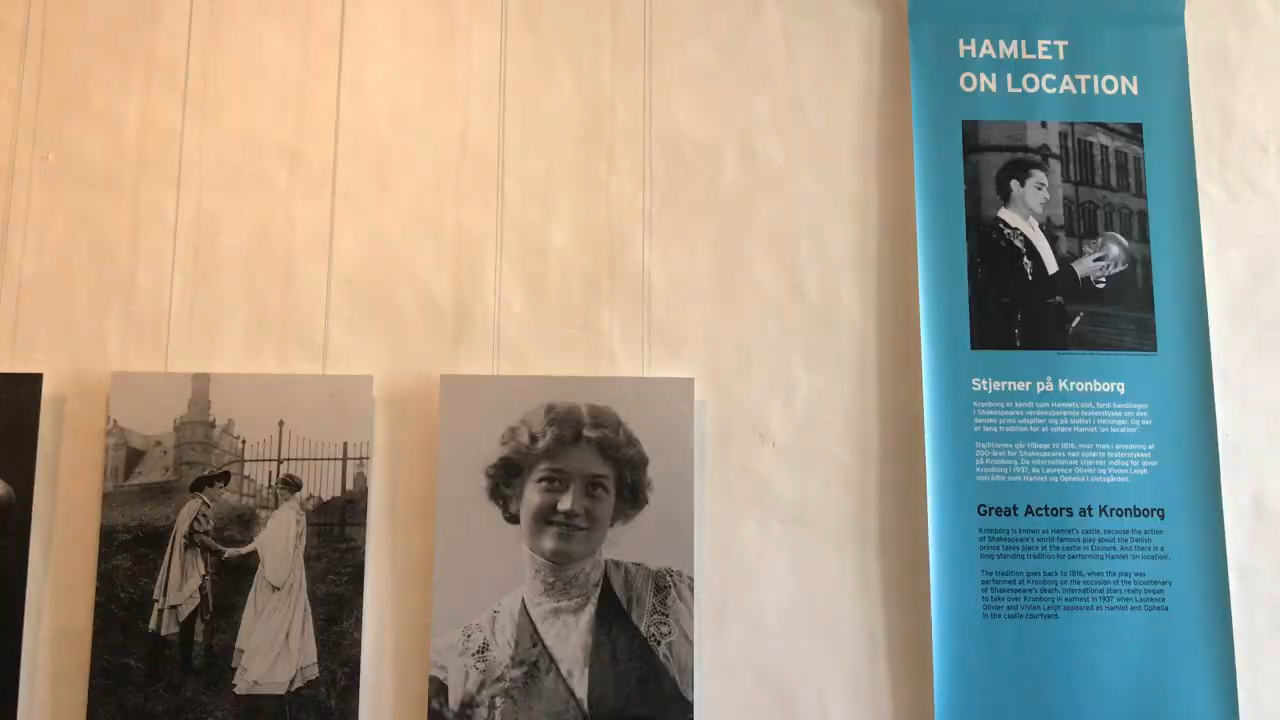 HAMLET
ON LOCATION
Stjerner på Kronborg
Kronborg er kendt som Hamlets slot, fordi handlingen
i Shakespeares verdensberømte teaterstykke om den
danske prins udspiller sig på slottet i Helsingør. Og der
er lang tradition for at opføre Hamlet 'on location'.
Traditionen går tilbage til 1816, hvor man i anledning af
200-året for Shakespeares død opførte teaterstykket
på Kronborg. De internationale stjerner indtog for alvor
Kronborg i 1937, da Laurence Olivier og Vivien Leigh
optrådte som Hamlet og Ophelia i slotsgården.
Great Actors at Kronborg
Kronborg is known as Hamlet's castle, because the action
of Shakespeare's world-famous play about the Danish
prince takes place at the castle in Elsinore. And there is a
long-standing tradition for performing Hamlet 'on location'.
The tradition goes back to 1816, when the play was
performed at Kronborg on the occasion of the bicentenary
of Shakespeare's death. International stars really began
to take over Kronborg in earnest in 1937 when Laurence
Olivier and Vivien Leigh appeared as Hamlet and Ophelia
in the castle courtyard.